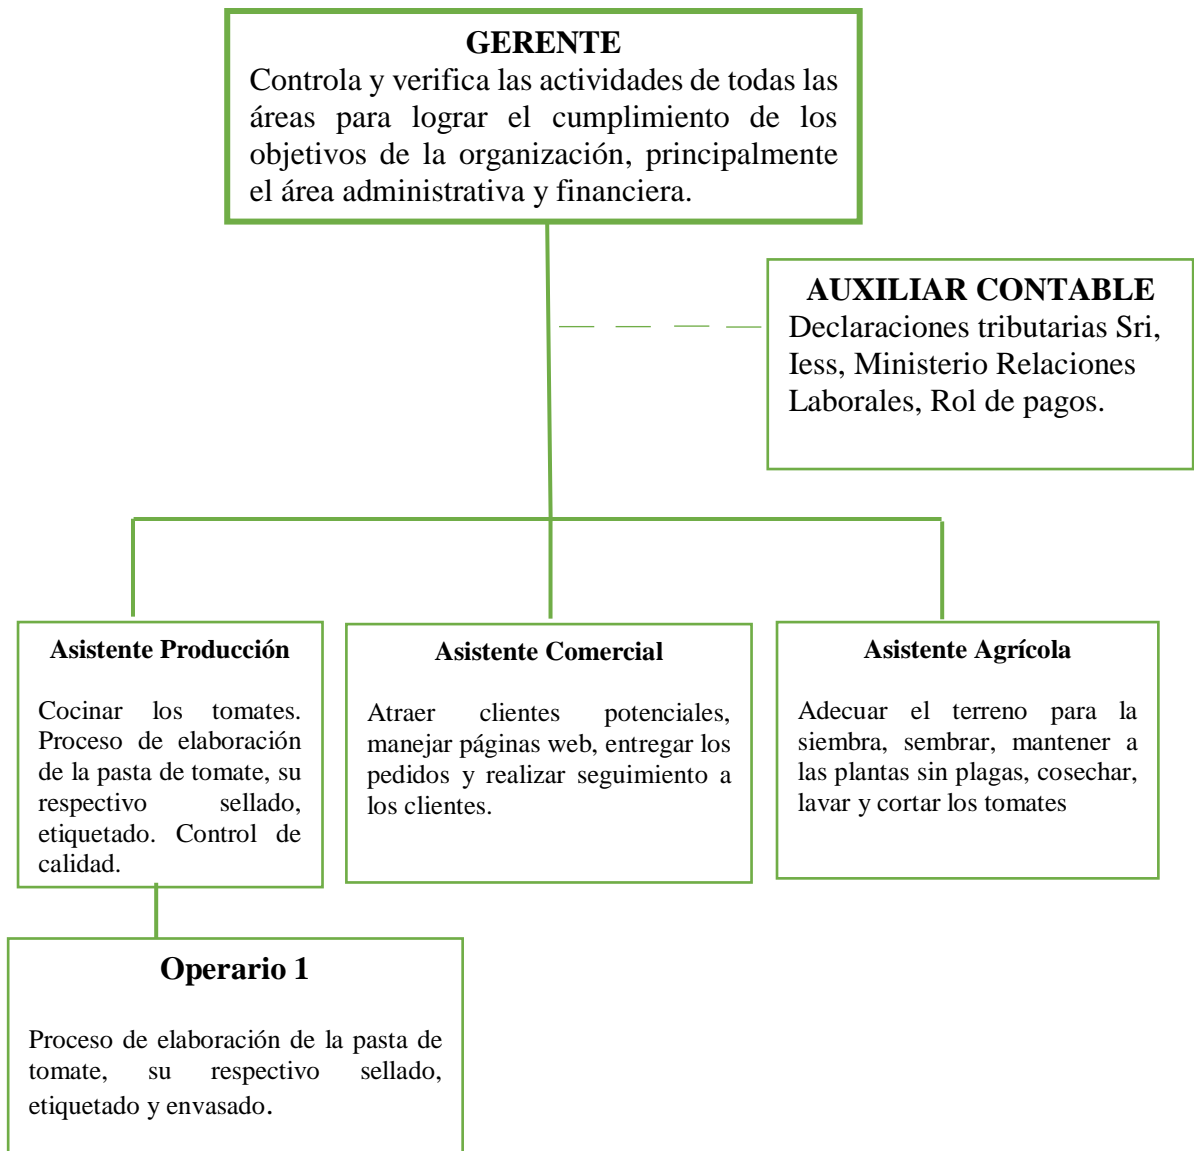 GERENTE
Controla y verifica las actividades de todas las
áreas para lograr el cumplimiento de los
objetivos de la organización, principalmente
el área administrativa y financiera.
AUXILIAR CONTABLE
Declaraciones tributarias Sri,
Iess, Ministerio Relaciones
Laborales, Rol de pagos.
Asistente Producción
Cocinar los tomates.
Proceso de elaboración
de la pasta de tomate, su
respectivo sellado,
etiquetado. Control de
calidad.
Asistente Comercial
Atraer clientes potenciales,
manejar páginas web, entregar los
pedidos y realizar seguimiento a
los clientes.
Asistente Agrícola
Adecuar el terreno para la
siembra, sembrar, mantener a
las plantas sin plagas, cosechar,
lavar y cortar los tomates
Operario 1
Proceso de elaboración de la pasta de
tomate, su respectivo sellado,
etiquetado y envasado.